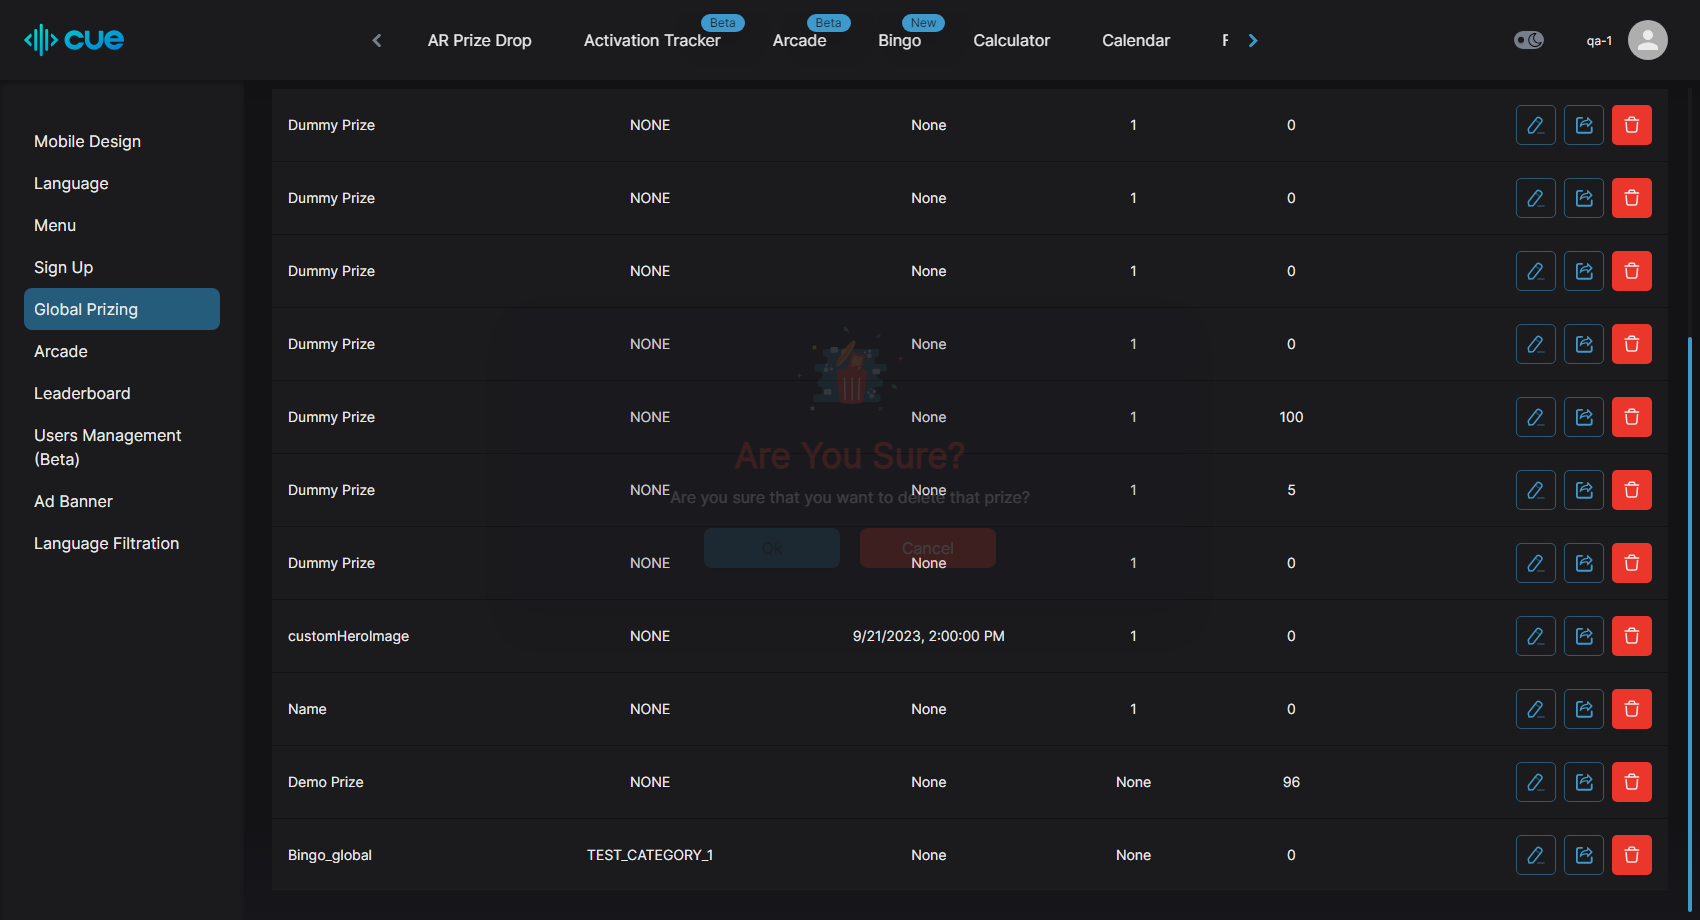 cue
AR Prize Drop
Activation Tracker
Beta
Arcade
Beta
Bingo
New
Calculator
Calendar
qa-1
Mobile Design
Language
Menu
Sign Up
Global Prizing
Arcade
Leaderboard
Users Management
(Beta)
Ad Banner
Language Filtration
Dummy Prize NONE None 1 0
Dummy Prize NONE None 1 0
Dummy Prize NONE None 1 0
Dummy Prize NONE None 1 0
Dummy Prize NONE None 1 100
Dummy Prize NONE None 1 5
Dummy Prize NONE None 1 0
customHeroImage NONE 9/21/2023, 2:00:00 PM 1 0
Name NONE None 1 0
Demo Prize NONE None None 96
Bingo_global TEST_CATEGORY_1 None None 0
Are You Sure?
Are you sure that you want to delete that prize?
Ok
Cancel